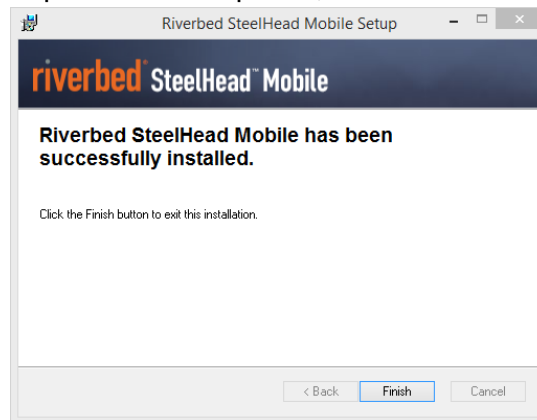 Riverbed SteelHead Mobile Setup
riverbed SteelHead™ Mobile
Riverbed SteelHead Mobile has been
successfully installed.
Click the Finish button to exit this installation.
< Back Finish Cancel